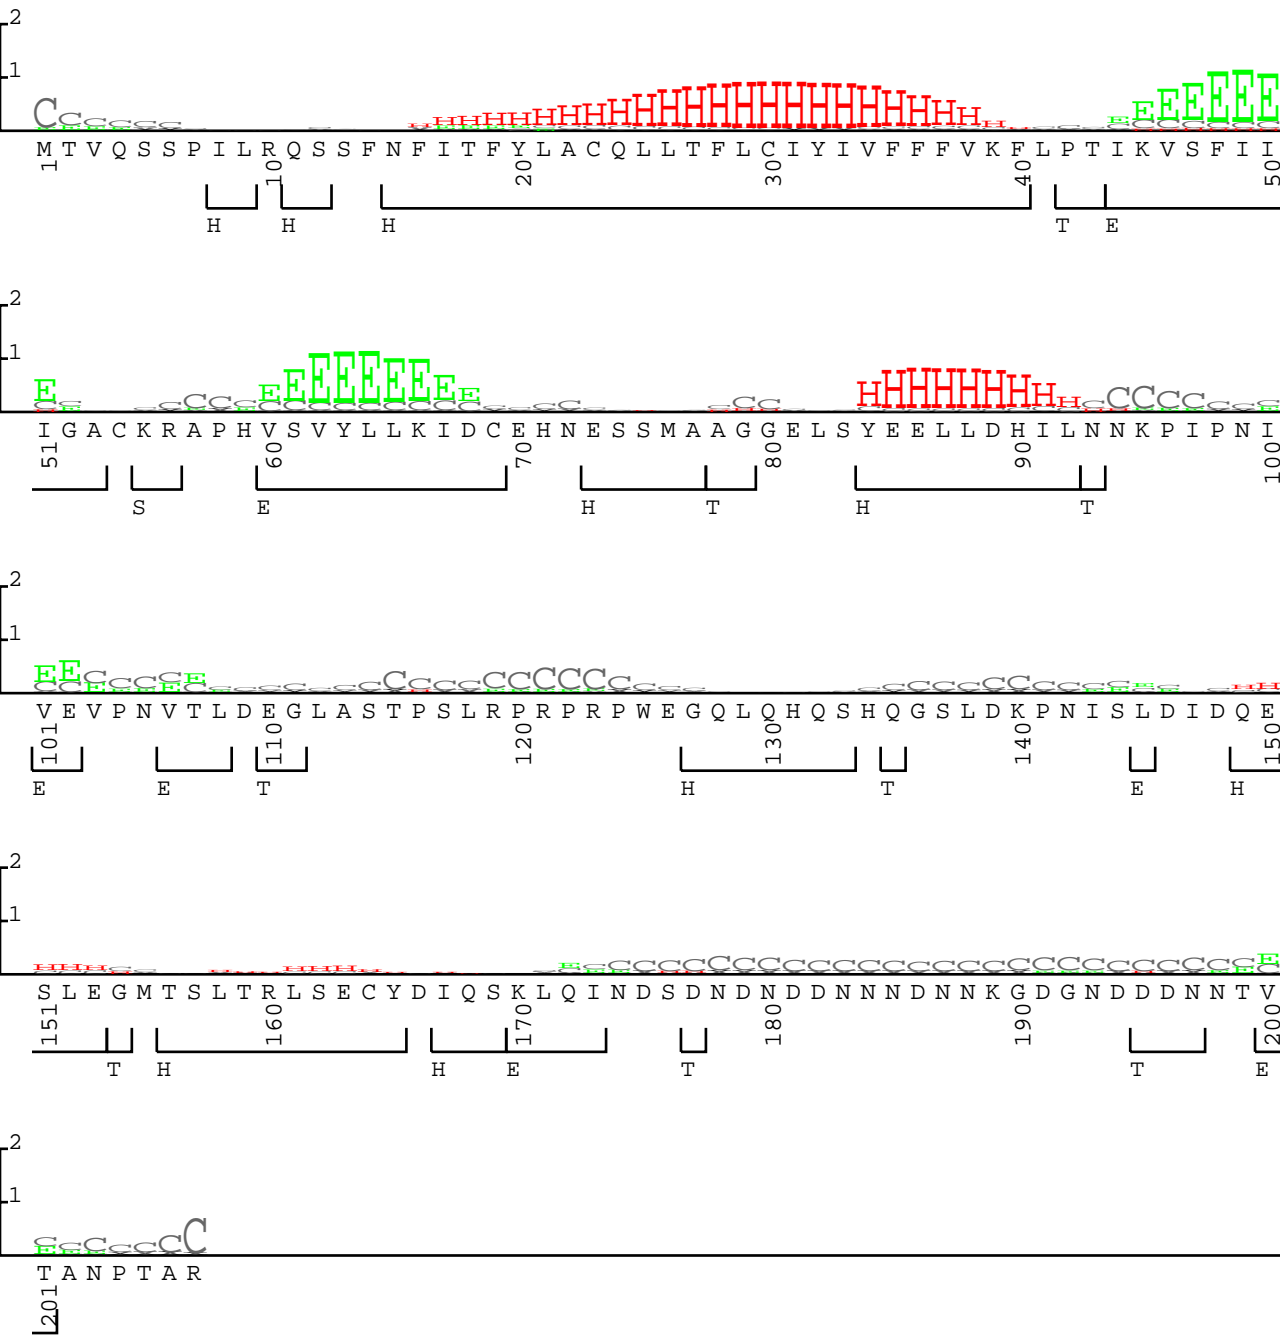 2
1
C C C C C C H H H H H H H H H H H H H H H H H H H H H H H H E E E E E E E
M T V Q S S P I L R Q S S F N F I T F Y L A C Q L L T F L C I Y I V F F F V K F L P T I K V S F I I
1 10 20 30 40 50
H H H T E
2
1
E C C C C C E E E E E E E E E C C C C H H H H H H H H H C C C C C C C
I G A C K R A P H V S V Y L L K I D C E H N E S S M A A G G E L S Y E E L L D H I L N N K P I P N I
51 60 70 80 90 100
S E H T H T
2
1
E E C C C C E C C C C C C C C C C C C C C C C C C C C C C C C C C H H
V E V P N V T L D E G L A S T P S L R P R P R P W E G Q L Q H Q S H Q G S L D K P N I S L D I D Q E
101 110 120 130 140 150
E E T H T E H
2
1
H H H C H H H E C C C C C C C C C C C C C C C C C C C C C C C C C C E
S L E G M T S L T R L S E C Y D I Q S K L Q I N D S D N D N D D N N N D N N K G D G N D D D N N T V
151 160 170 180 190 200
T H H E T T E
2
1
C C C C C C C
T A N P T A R
201